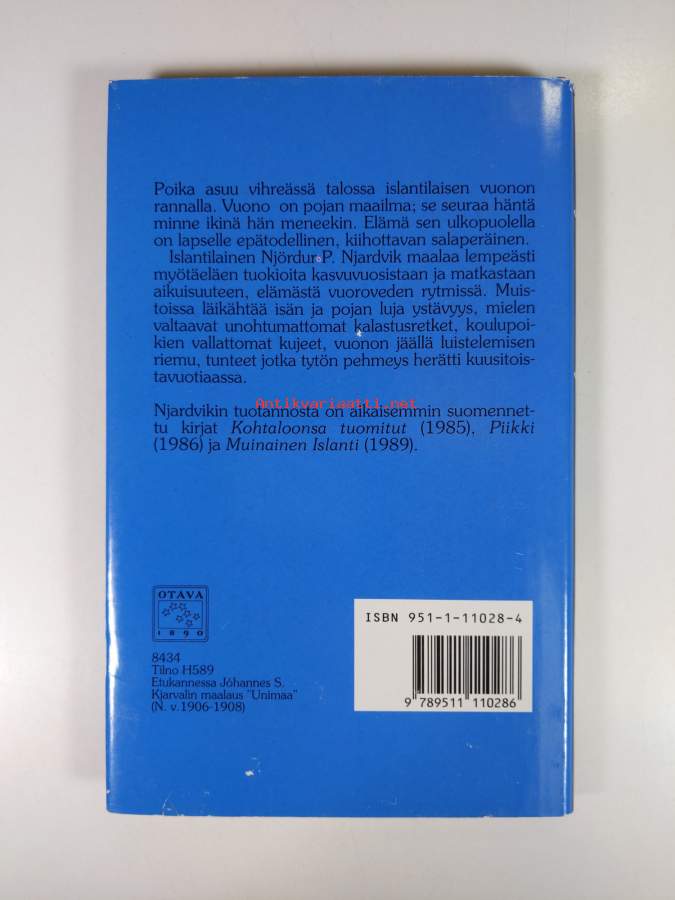 Poika asuu vihreässä talossa islantilaisen vuonon
rannalla. Vuono on pojan maailma; se seuraa häntä
minne ikinä hän meneekin. Elämä sen ulkopuolella
on lapselle epätodellinen, kiihottavan salaperäinen.
Islantilainen Njördur P. Njardvik maalaa lempeästi
myötäeläen tuokioita kasvuvuosistaan ja matkastaan
aikuisuuteen, elämästä vuoroveden rytmissä. Muis-
toissa läikähtää isän ja pojan luja ystävyys, mielen
valtaavat unohtumattomat kalastusretket, koulupoi-
kien vallattomat kujeet, vuonon jäällä luistelemisen
riemu, tunteet jotka tytön pehmeys herätti kuusitois-
tavuotiaassa.
Antikvariaatti.net
Njardvikin tuotannosta on aikaisemmin suomennet-
tu kirjat Kohtaloonsa tuomitut (1985), Piikki
(1986) ja Muinainen Islanti (1989).
OTAVA
1890
8434
Tilno H589
Etukannessa Jóhannes S.
Kjarvalin maalaus "Unimaa"
(N. v.1906-1908)
ISBN 951-1-11028-4
9 789511 110286